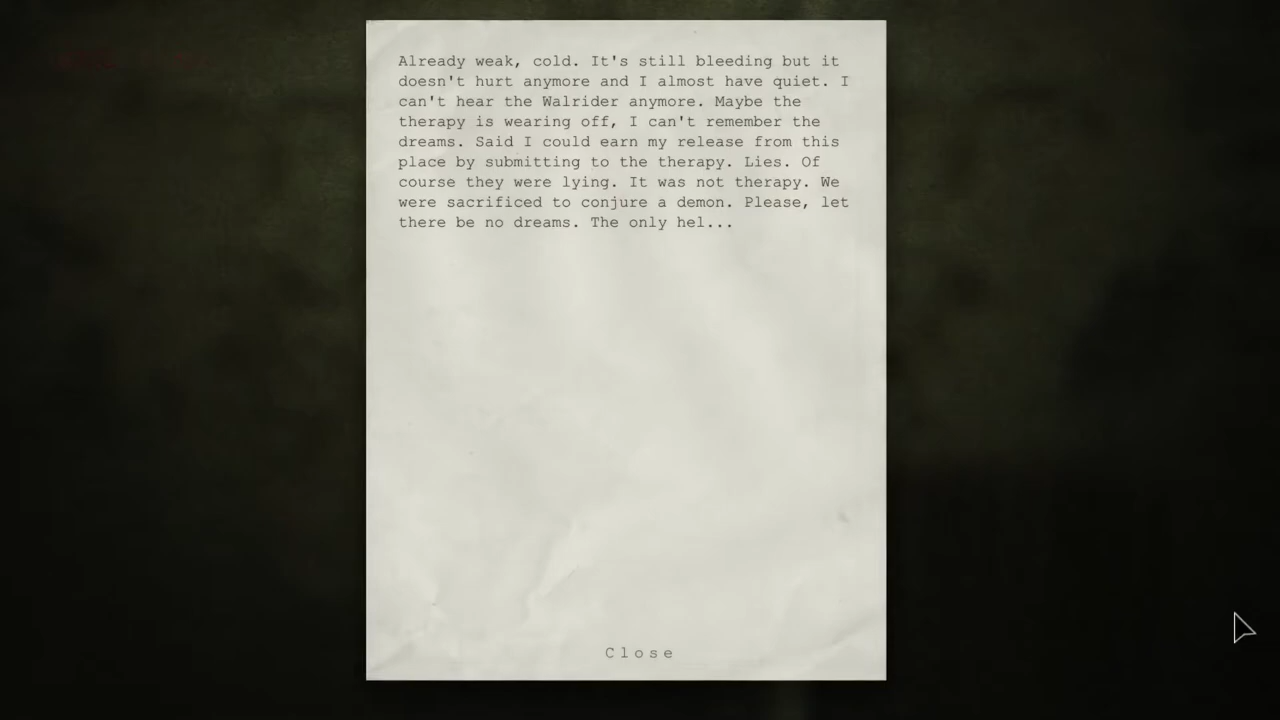 Already weak, cold. It's still bleeding but it
doesn't hurt anymore and I almost have quiet. I
can't hear the Walrider anymore. Maybe the
therapy is wearing off, I can't remember the
dreams. Said I could earn my release from this
place by submitting to the therapy. Lies. Of
course they were lying. It was not therapy. We
were sacrificed to conjure a demon. Please, let
there be no dreams. The only hel...
Close